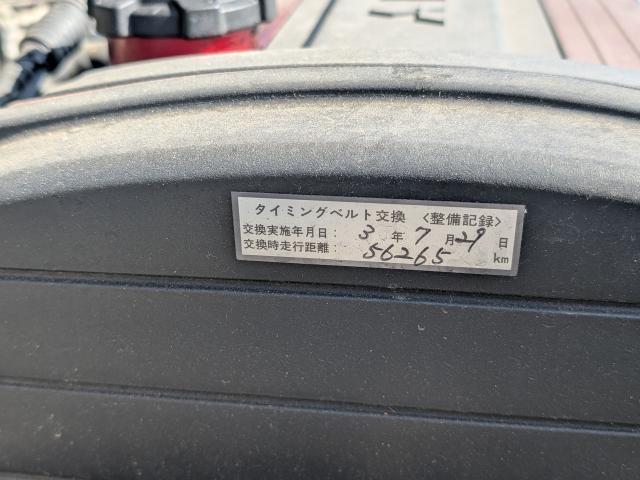 タイミングベルト交換 〈整備記録〉
交換実施年月日： 3 年 7 月 29 日
交換時走行距離： 56265 km